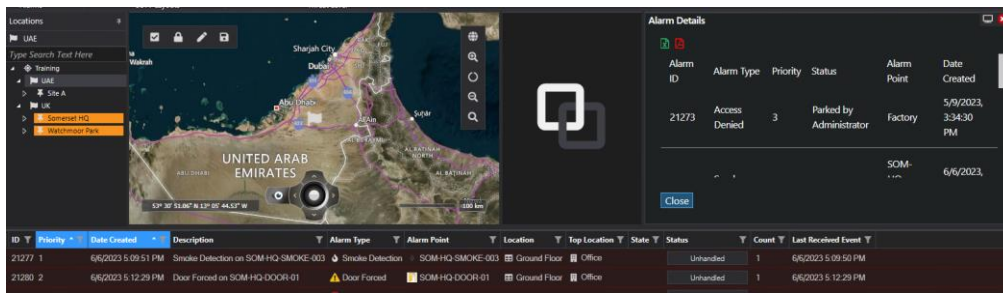 Locations
UAE
Type Search Text Here
Training
UAE
Site A
UK
Somerset HQ
Watchmoor Park
Wakrah
Sharjah City
Dubai
Abu Dhabi
Al Ain
Şuḩār
AL BURAYMI
AL BATINAH NORTH
AL BATINAH
ABU DHABI
UNITED ARAB EMIRATES
100 km
Alarm Details
Alarm ID Alarm Type Priority Status Alarm Point Date Created
21273 Access Denied 3 Parked by Administrator Factory 5/9/2023, 3:34:30 PM
SOM-
6/6/2023,
Close
ID Priority Date Created Description Alarm Type Alarm Point Location Top Location State Status Count Last Received Event
21277 1 6/6/2023 5:09:51 PM Smoke Detection on SOM-HQ-SMOKE-003 Smoke Detection SOM-HQ-SMOKE-003 Ground Floor Office Unhandled 1 6/6/2023 5:09:50 PM
21280 2 6/6/2023 5:12:29 PM Door Forced on SOM-HQ-DOOR-01 Door Forced SOM-HQ-DOOR-01 Ground Floor Office Unhandled 1 6/6/2023 5:12:29 PM